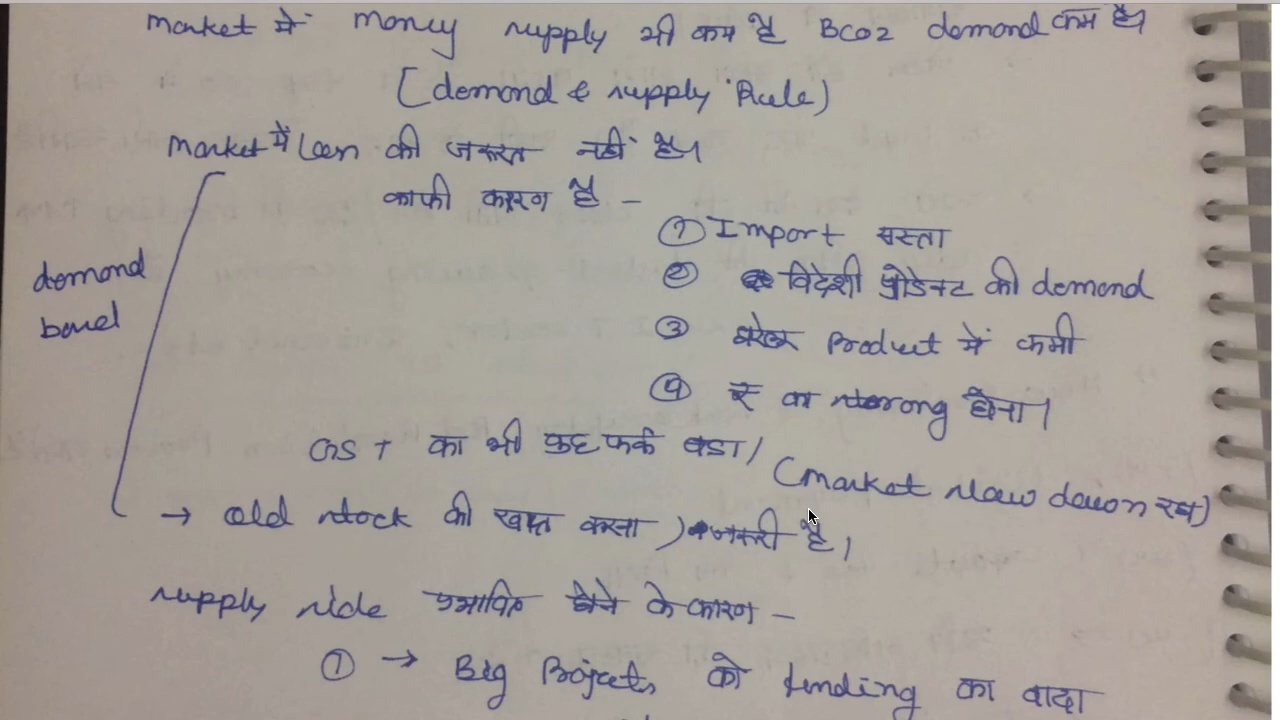 market में money supply भी कम है Bcoz demand कम है।
[demand & supply Rule)
market में loan की जरूरत नहीं है।
काफी कारण है -
① Import सस्ता
② विदेशी प्रोडेक्ट की demand
demand based
③ घरेलू Product में कमी
④ ₹ का strong होना।
GST का भी कुछ फर्क पडा।
(market slow down रहा)
→ old stock को खत्म करना जरूरी है।
supply side प्रभावित होने के कारण -
① → Big Projects को funding का वादा